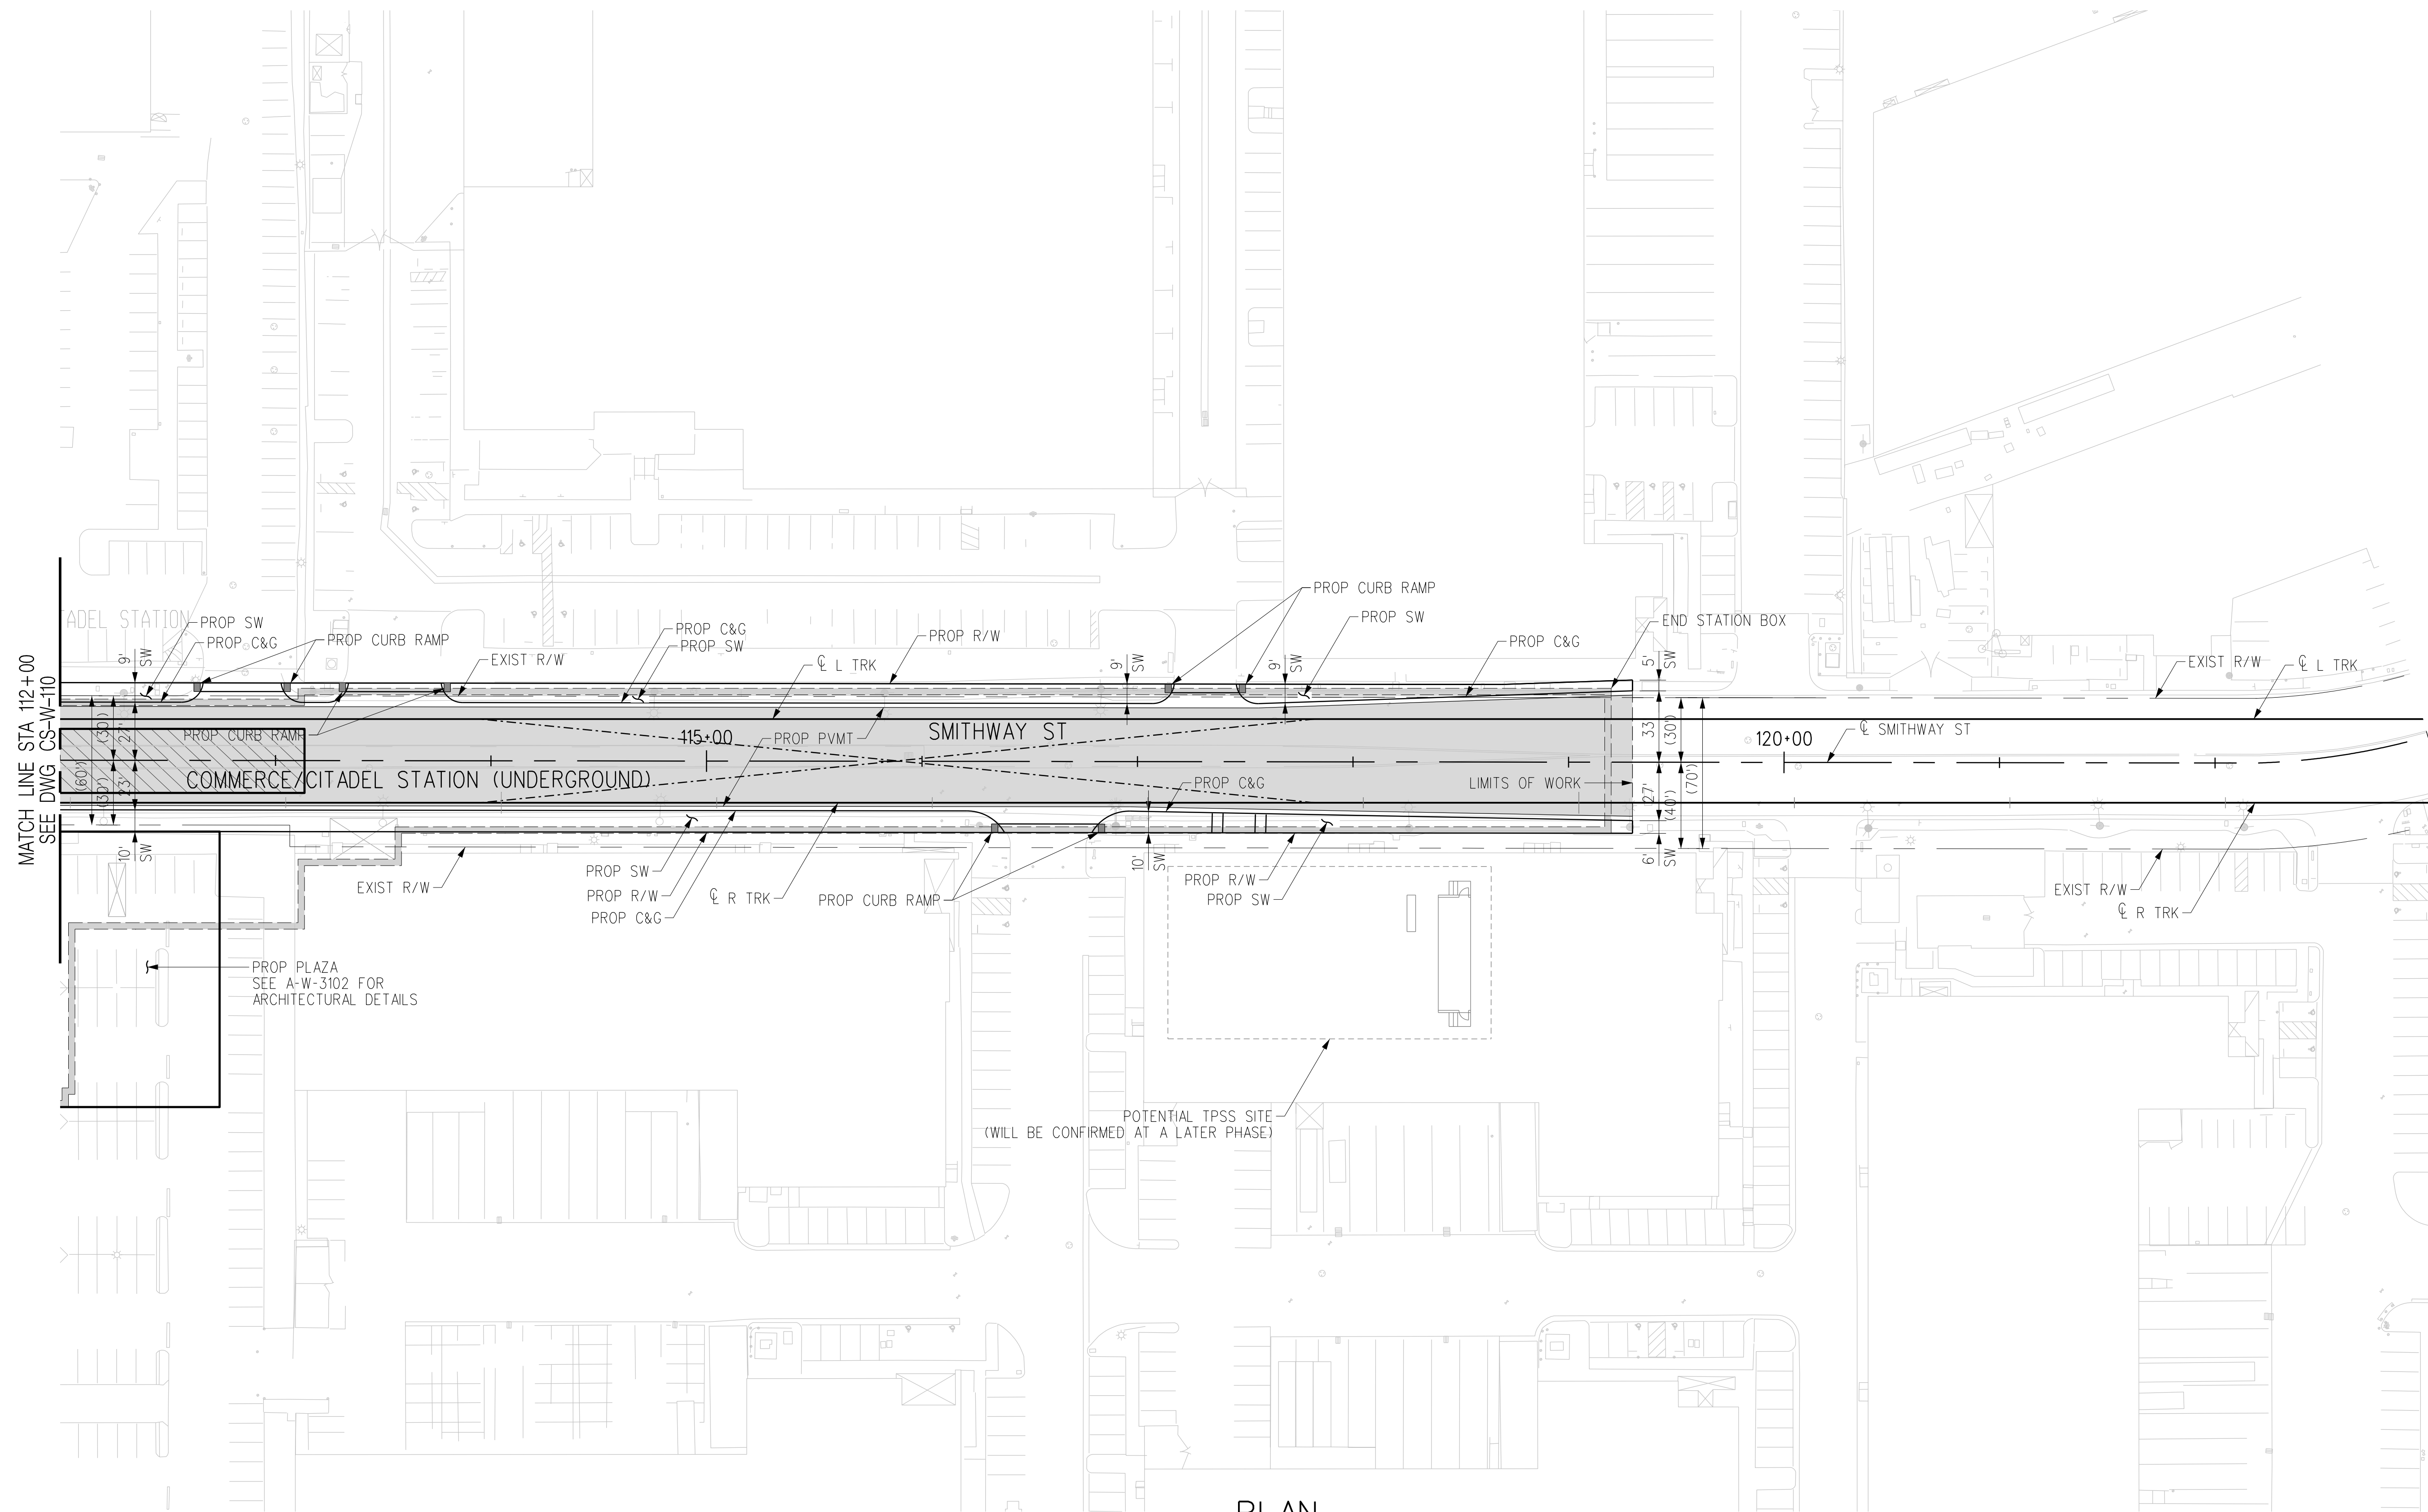 TADEL STATION
PROP SW
PROP C&G
9'
SW
PROP CURB RAMP
EXIST R/W
PROP C&G
PROP SW
℄ L TRK
PROP R/W
9'
SW
PROP CURB RAMP
9'
SW
PROP SW
PROP C&G
END STATION BOX
5'
SW
EXIST R/W
℄ L TRK
MATCH LINE STA 112+00
SEE DWG CS-W-110
(60')
(30')
(30')
27'
23'
10'
SW
PROP CURB RAMP
115+00
PROP PVMT
SMITHWAY ST
33'
(30')
(70')
120+00
℄ SMITHWAY ST
COMMERCE/CITADEL STATION (UNDERGROUND)
PROP C&G
LIMITS OF WORK
27'
(40')
6'
SW
EXIST R/W
PROP SW
PROP R/W
PROP C&G
℄ R TRK
PROP CURB RAMP
10'
SW
PROP R/W
PROP SW
EXIST R/W
℄ R TRK
PROP PLAZA
SEE A-W-3102 FOR
ARCHITECTURAL DETAILS
POTENTIAL TPSS SITE
(WILL BE CONFIRMED AT A LATER PHASE)
PLAN